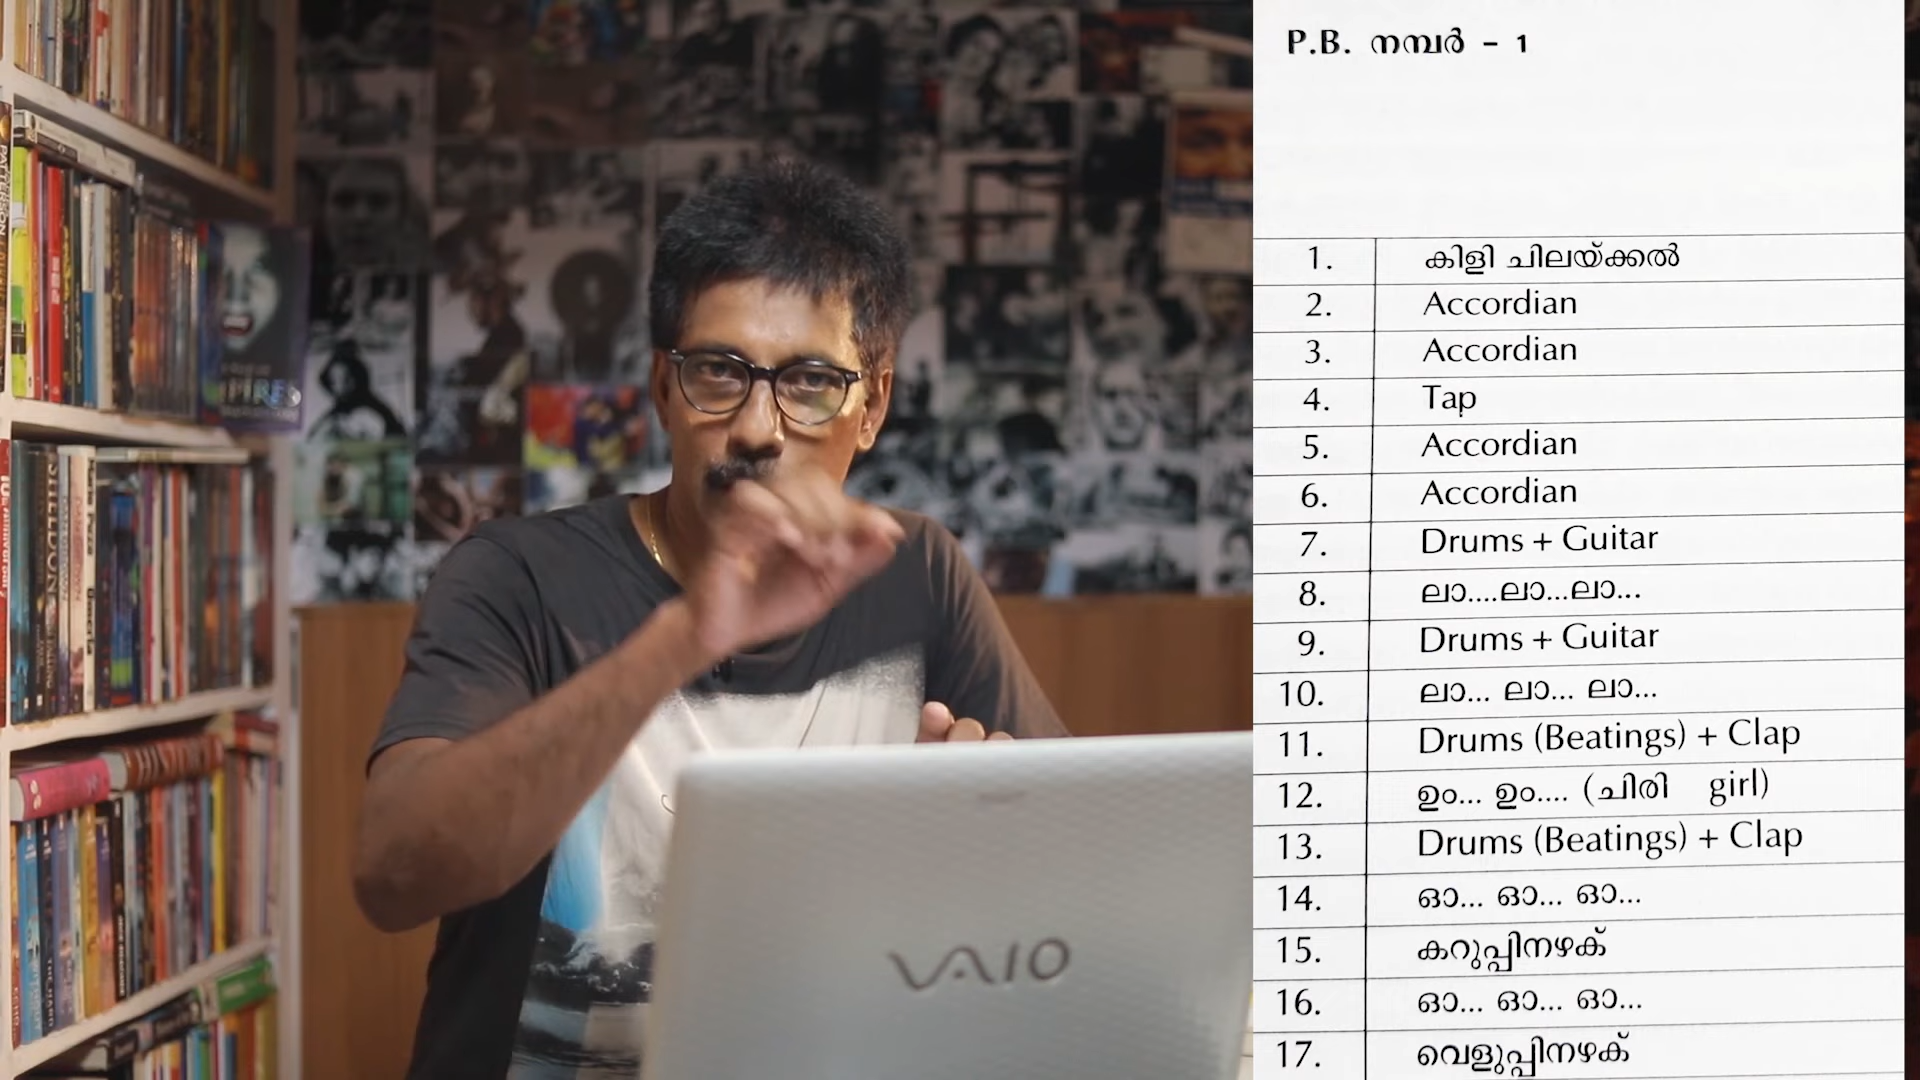 P.B. നമ്പർ - 1
1. കിളി ചിലയ്ക്കൽ
2. Accordian
3. Accordian
4. Tap
5. Accordian
6. Accordian
7. Drums + Guitar
8. ലാ....ലാ...ലാ...
9. Drums + Guitar
10. ലാ... ലാ... ലാ...
11. Drums (Beatings) + Clap
12. ഉം... ഉം.... (ചിരി girl)
13. Drums (Beatings) + Clap
14. ഓ... ഓ... ഓ...
15. കറുപ്പിനഴക്
16. ഓ... ഓ... ഓ...
17. വെളുപ്പിനഴക്
VAIO
PATTERSON
SHELDON